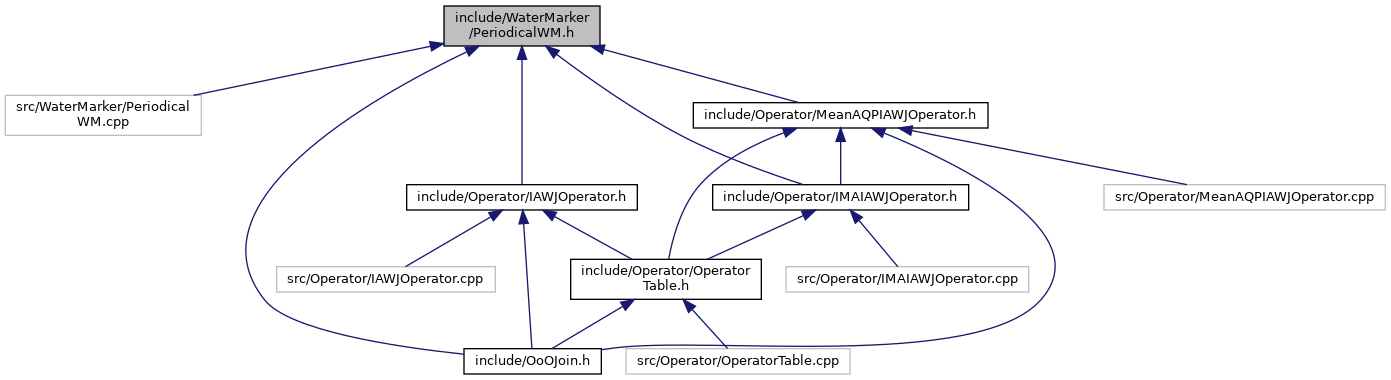 include/WaterMarker
/PeriodicalWM.h
src/WaterMarker/Periodical
WM.cpp
include/Operator/MeanAQPIAWJOperator.h
include/Operator/IAWJOperator.h
include/Operator/IMAIAWJOperator.h
src/Operator/MeanAQPIAWJOperator.cpp
src/Operator/IAWJOperator.cpp
include/Operator/Operator
Table.h
src/Operator/IMAIAWJOperator.cpp
include/OoOJoin.h
src/Operator/OperatorTable.cpp